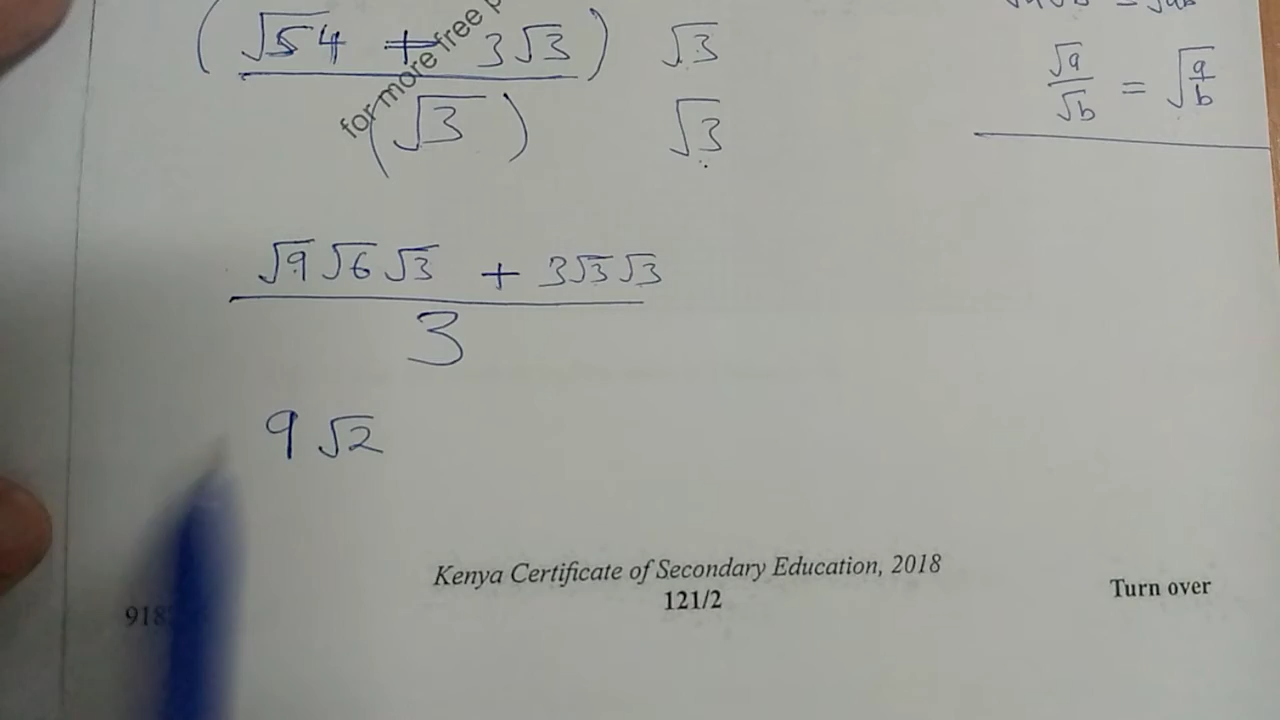 (√54 + 3√3) √3
(√3) √3
for more free
√a / √b = √(a/b)
√9 √6 √3 + 3√3√3
3
9 √2
Kenya Certificate of Secondary Education, 2018
121/2
918
Turn over